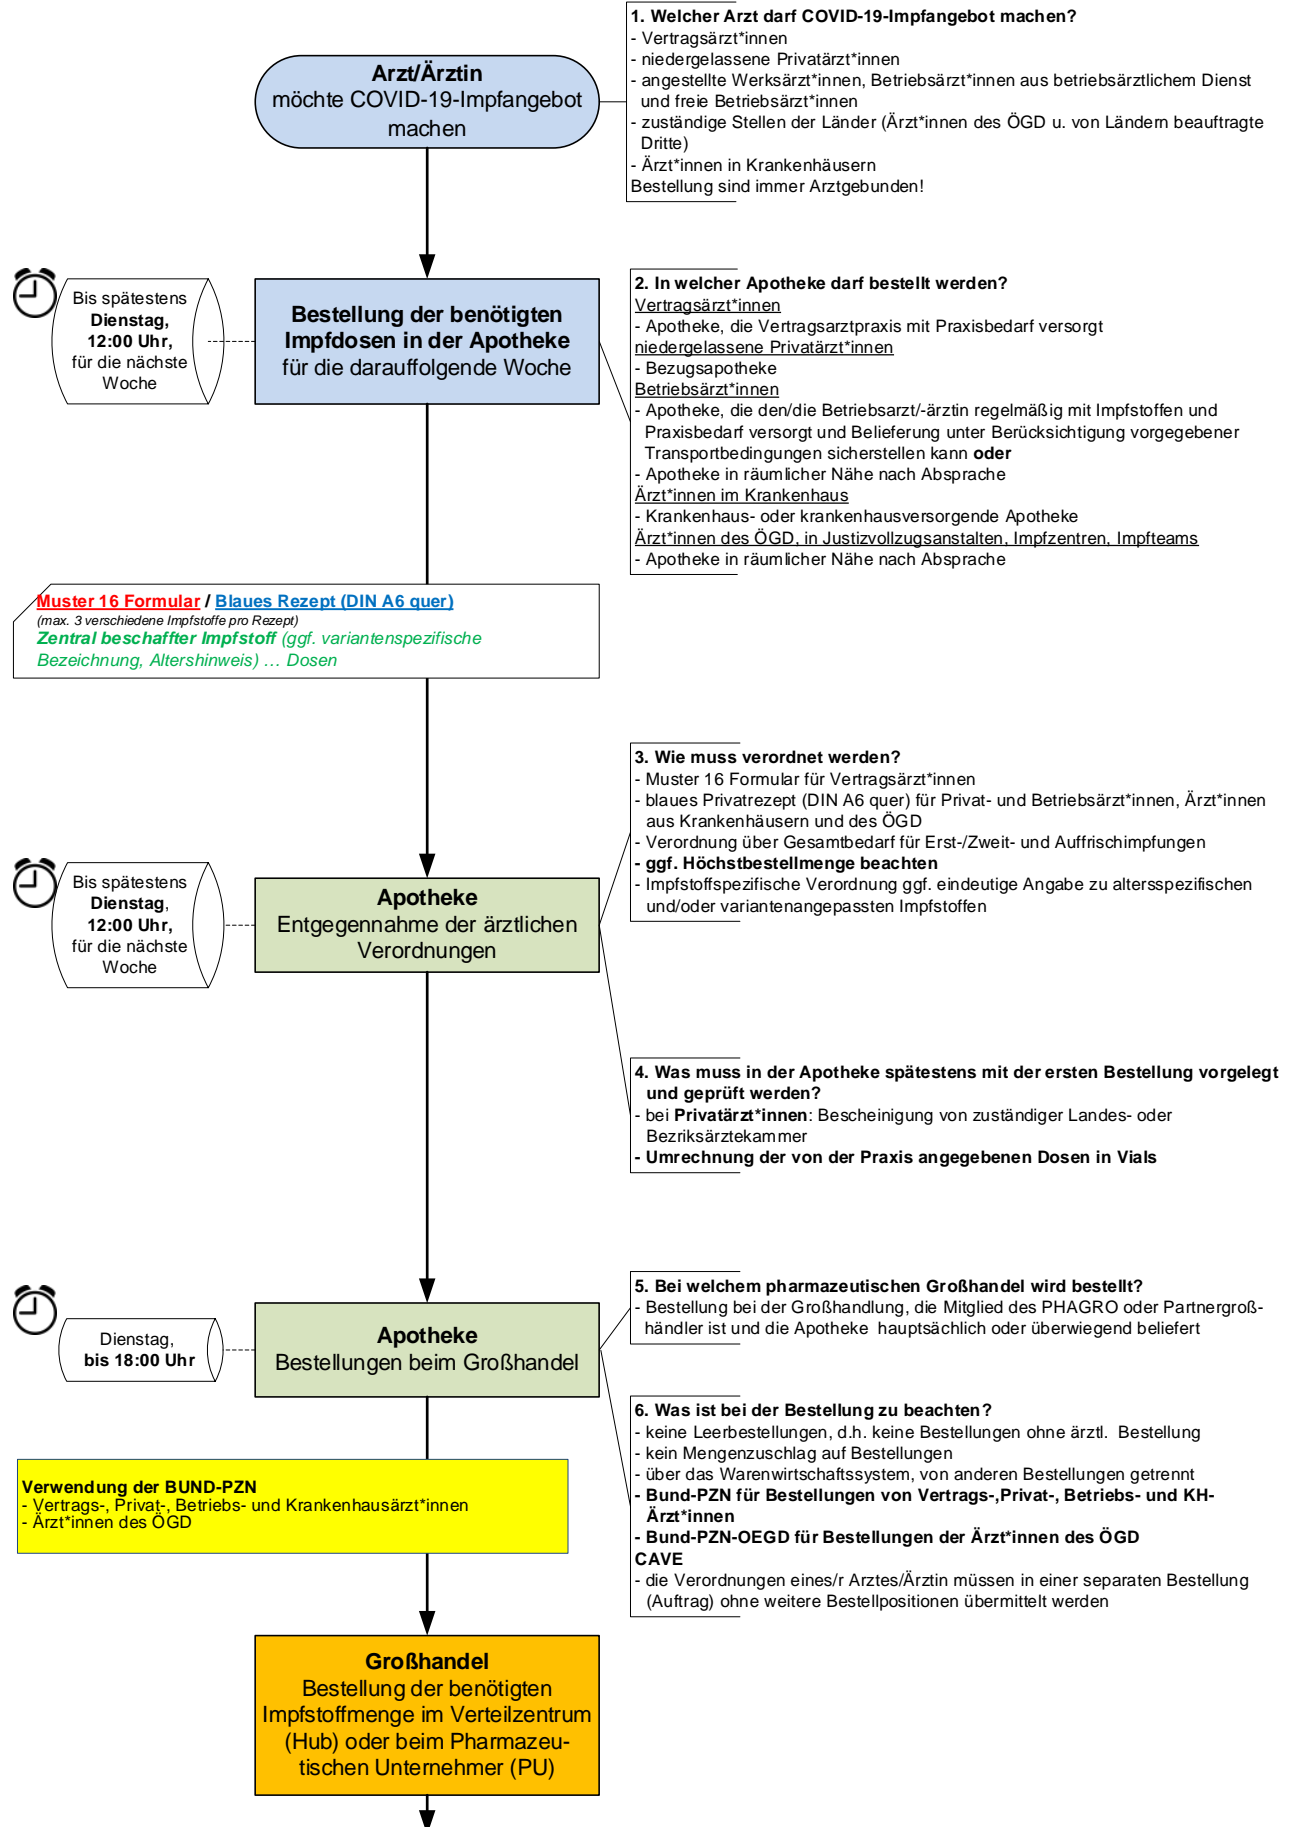 1. Welcher Arzt darf COVID-19-Impfangebot machen?
- Vertragsärzt*innen
- niedergelassene Privatärzt*innen
- angestellte Werksärzt*innen, Betriebsärzt*innen aus betriebsärztlichem Dienst
und freie Betriebsärzt*innen
- zuständige Stellen der Länder (Ärzt*innen des ÖGD u. von Ländern beauftragte
Dritte)
- Ärzt*innen in Krankenhäusern
Bestellung sind immer Arztgebunden!
Arzt/Ärztin
möchte COVID-19-Impfangebot
machen
Bis spätestens
Dienstag,
12:00 Uhr,
für die nächste
Woche
Bestellung der benötigten
Impfdosen in der Apotheke
für die darauffolgende Woche
2. In welcher Apotheke darf bestellt werden?
Vertragsärzt*innen
- Apotheke, die Vertragsarztpraxis mit Praxisbedarf versorgt
niedergelassene Privatärzt*innen
- Bezugsapotheke
Betriebsärzt*innen
- Apotheke, die den/die Betriebsarzt/-ärztin regelmäßig mit Impfstoffen und
Praxisbedarf versorgt und Belieferung unter Berücksichtigung vorgegebener
Transportbedingungen sicherstellen kann oder
- Apotheke in räumlicher Nähe nach Absprache
Ärzt*innen im Krankenhaus
- Krankenhaus- oder krankenhausversorgende Apotheke
Ärzt*innen des ÖGD, in Justizvollzugsanstalten, Impfzentren, Impfteams
- Apotheke in räumlicher Nähe nach Absprache
Muster 16 Formular / Blaues Rezept (DIN A6 quer)
(max. 3 verschiedene Impfstoffe pro Rezept)
Zentral beschaffter Impfstoff (ggf. variantenspezifische
Bezeichnung, Altershinweis) … Dosen
3. Wie muss verordnet werden?
- Muster 16 Formular für Vertragsärzt*innen
- blaues Privatrezept (DIN A6 quer) für Privat- und Betriebsärzt*innen, Ärzt*innen
aus Krankenhäusern und des ÖGD
- Verordnung über Gesamtbedarf für Erst-/Zweit- und Auffrischimpfungen
- ggf. Höchstbestellmenge beachten
- Impfstoffspezifische Verordnung ggf. eindeutige Angabe zu altersspezifischen
und/oder variantenangepassten Impfstoffen
Bis spätestens
Dienstag,
12:00 Uhr,
für die nächste
Woche
Apotheke
Entgegennahme der ärztlichen
Verordnungen
4. Was muss in der Apotheke spätestens mit der ersten Bestellung vorgelegt
und geprüft werden?
- bei Privatärzt*innen: Bescheinigung von zuständiger Landes- oder
Bezriksärztekammer
- Umrechnung der von der Praxis angegebenen Dosen in Vials
5. Bei welchem pharmazeutischen Großhandel wird bestellt?
- Bestellung bei der Großhandlung, die Mitglied des PHAGRO oder Partnergroß-
händler ist und die Apotheke hauptsächlich oder überwiegend beliefert
Dienstag,
bis 18:00 Uhr
Apotheke
Bestellungen beim Großhandel
6. Was ist bei der Bestellung zu beachten?
- keine Leerbestellungen, d.h. keine Bestellungen ohne ärztl. Bestellung
- kein Mengenzuschlag auf Bestellungen
- über das Warenwirtschaftssystem, von anderen Bestellungen getrennt
- Bund-PZN für Bestellungen von Vertrags-,Privat-, Betriebs- und KH-
Ärzt*innen
- Bund-PZN-OEGD für Bestellungen der Ärzt*innen des ÖGD
CAVE
- die Verordnungen eines/r Arztes/Ärztin müssen in einer separaten Bestellung
(Auftrag) ohne weitere Bestellpositionen übermittelt werden
Verwendung der BUND-PZN
- Vertrags-, Privat-, Betriebs- und Krankenhausärzt*innen
- Ärzt*innen des ÖGD
Großhandel
Bestellung der benötigten
Impfstoffmenge im Verteilzentrum
(Hub) oder beim Pharmazeu-
tischen Unternehmer (PU)